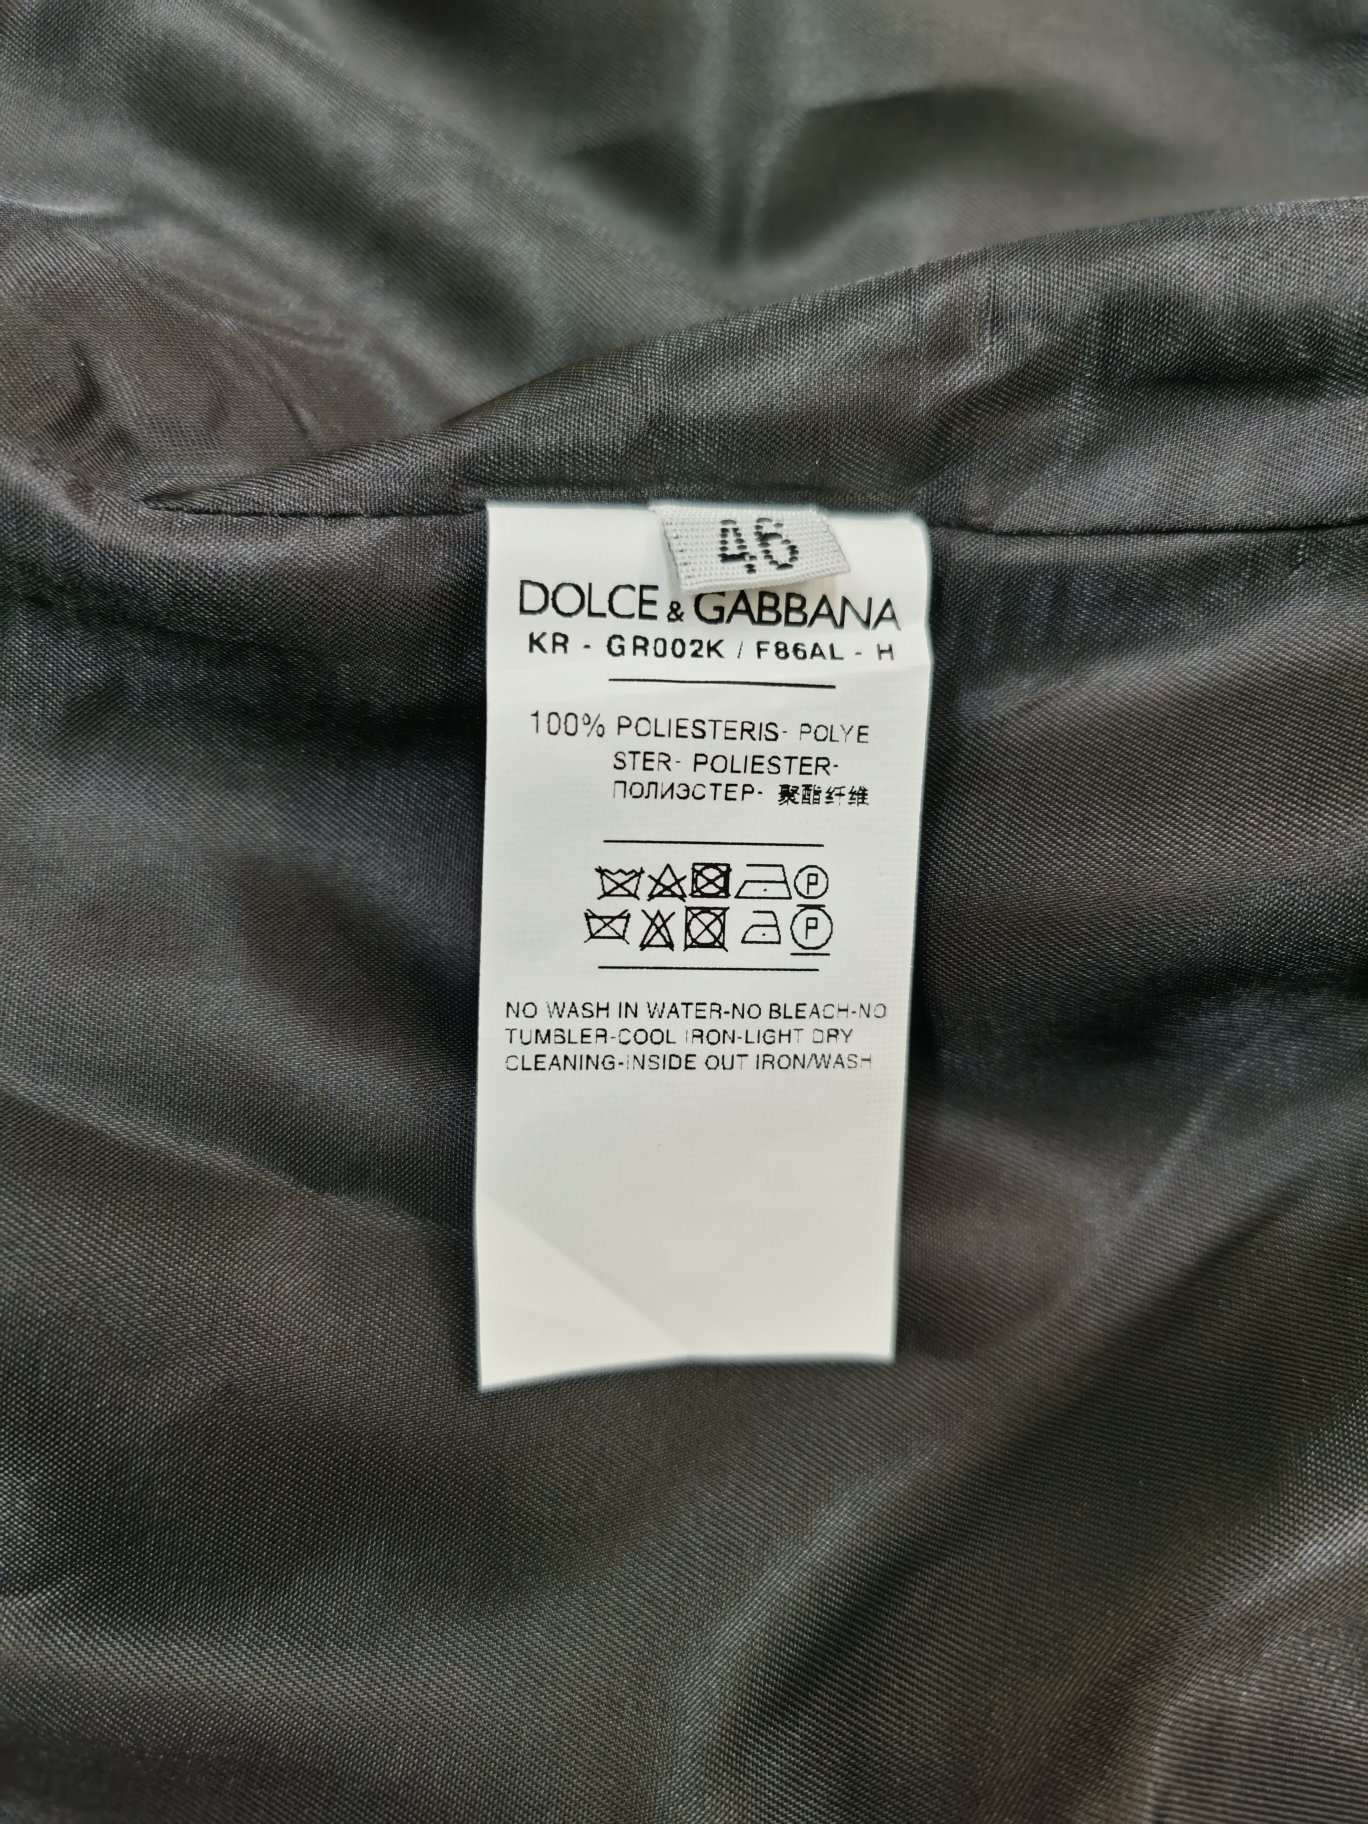 46
DOLCE & GABBANA
KR - GR002K / F86AL - H
100% POLIESTERIS- POLYE
STER- POLIESTER-
ПОЛИЭСТЕР- 聚酯纤维
P
P
NO WASH IN WATER-NO BLEACH-NO
TUMBLER-COOL IRON-LIGHT DRY
CLEANING-INSIDE OUT IRON/WASH